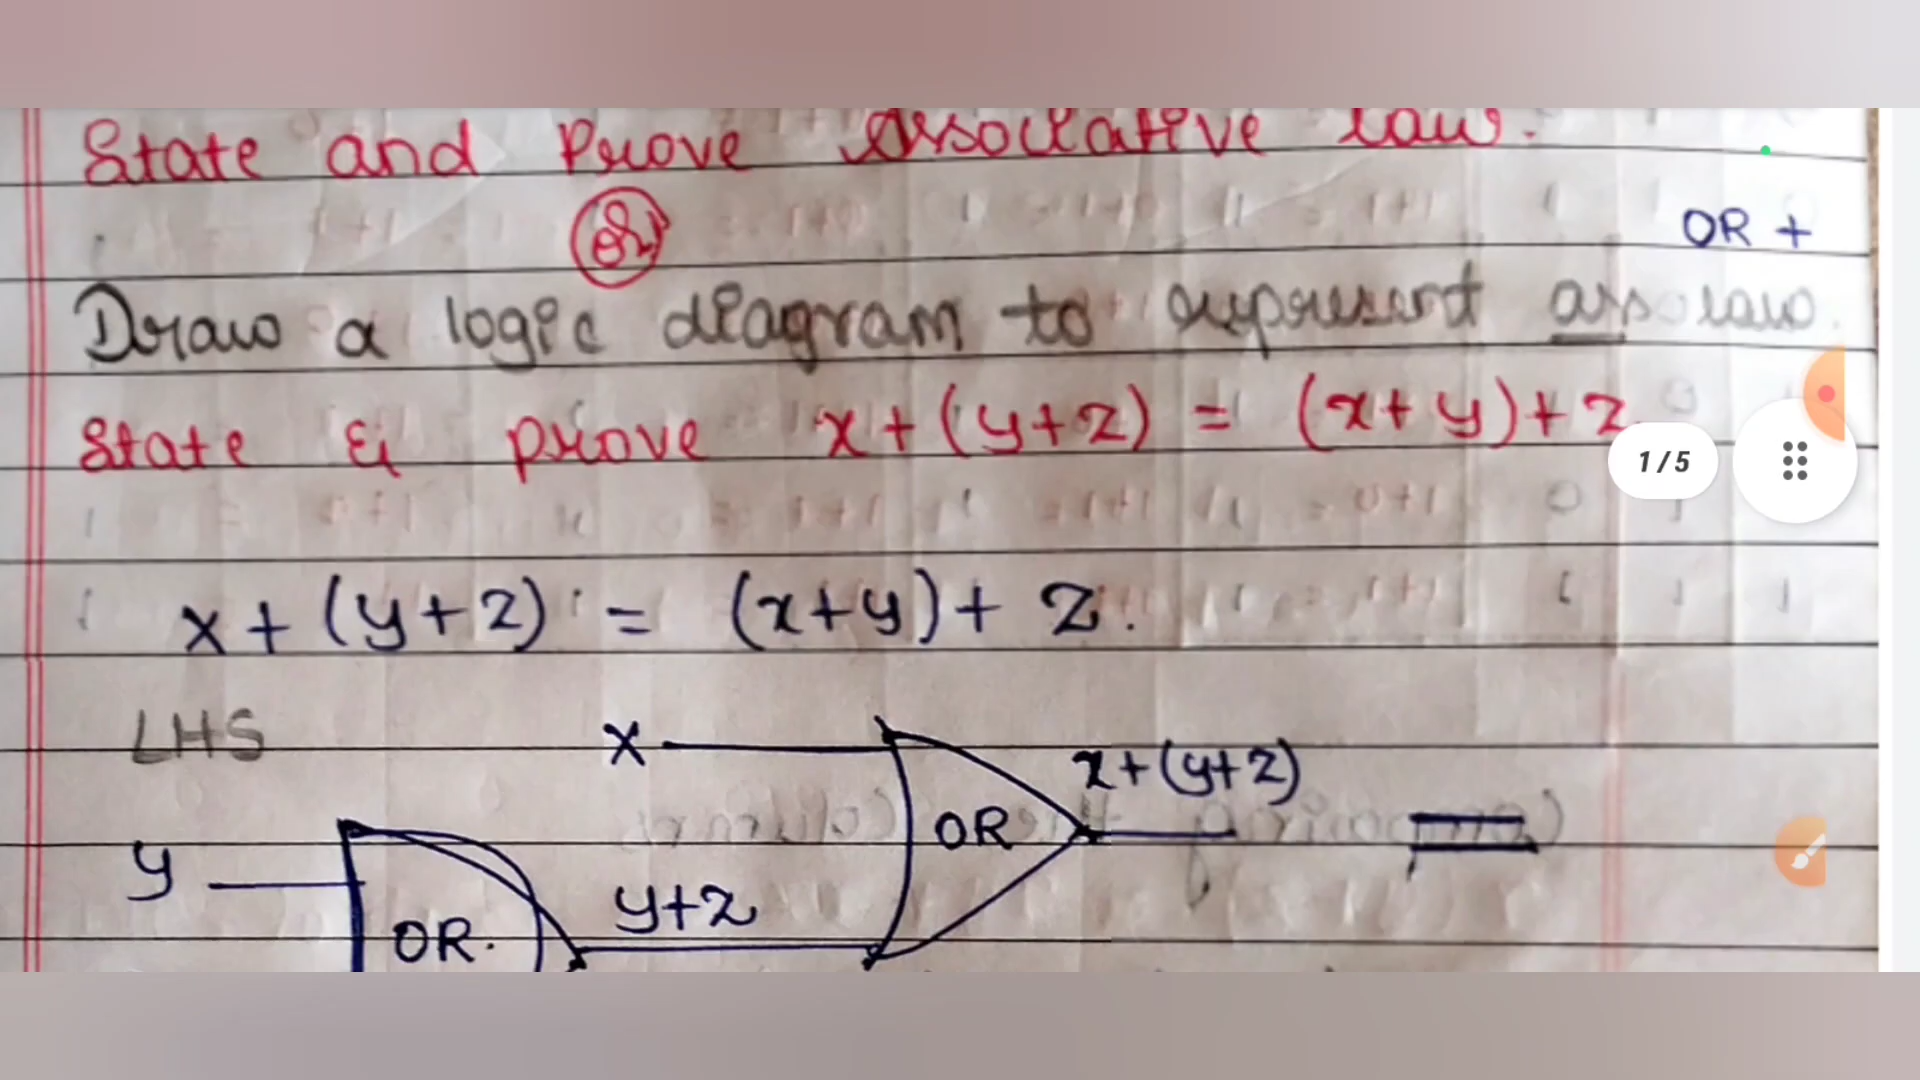 State and Prove Associative law.
OR
OR +
Draw a logic diagram to represent ass law.
State & prove x+(y+z) = (x+y)+z
1/5
x+(y+z) = (x+y)+z.
LHS
x
x+(y+z)
OR
=
y
y+z
OR.